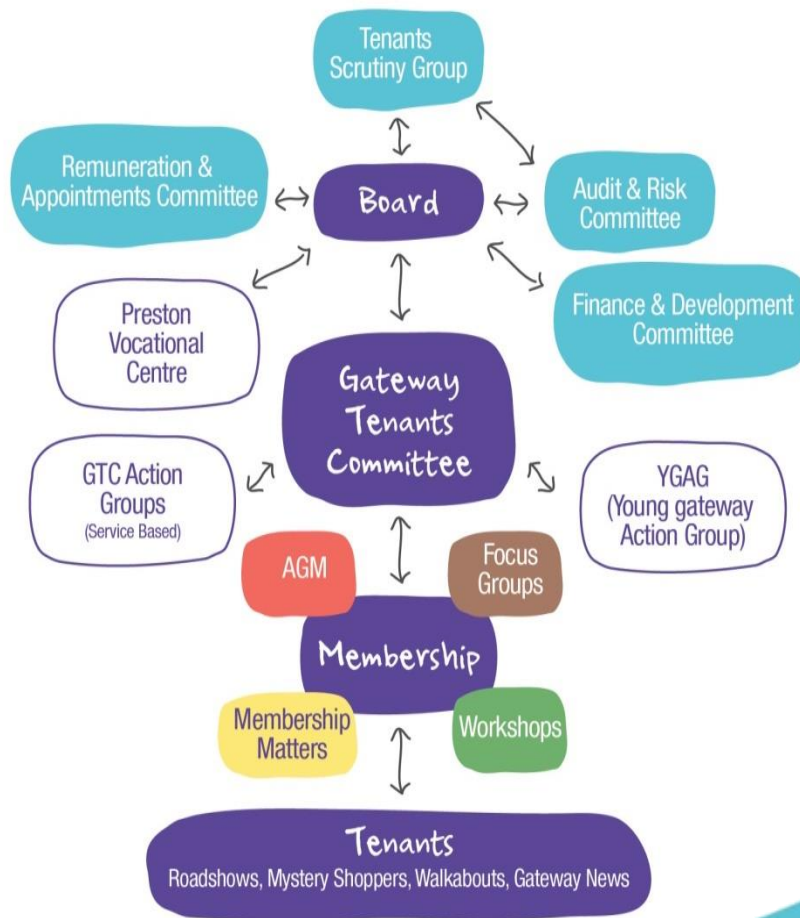 Tenants
Scrutiny Group
Remuneration &
Appointments Committee
Board
Audit & Risk
Committee
Preston
Vocational
Centre
Finance & Development
Committee
Gateway
Tenants
Committee
GTC Action
Groups
(Service Based)
YGAG
(Young gateway
Action Group)
AGM
Focus
Groups
Membership
Membership
Matters
Workshops
Tenants
Roadshows, Mystery Shoppers, Walkabouts, Gateway News